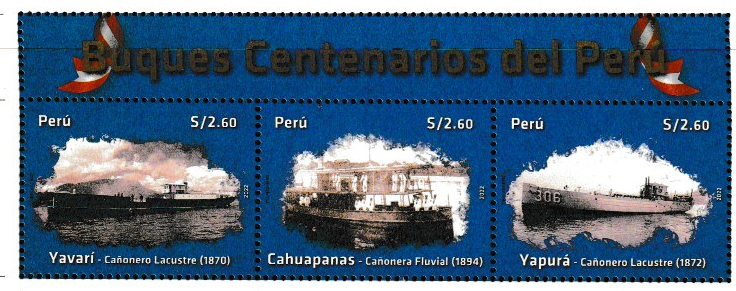 Buques Centenarios del Perú
Perú S/2.60
2022
Yavarí - Cañonero Lacustre (1870)
Perú S/2.60
2022
Cahuapanas - Cañonera Fluvial (1894)
Perú S/2.60
306
2022
Yapurá - Cañonero Lacustre (1872)